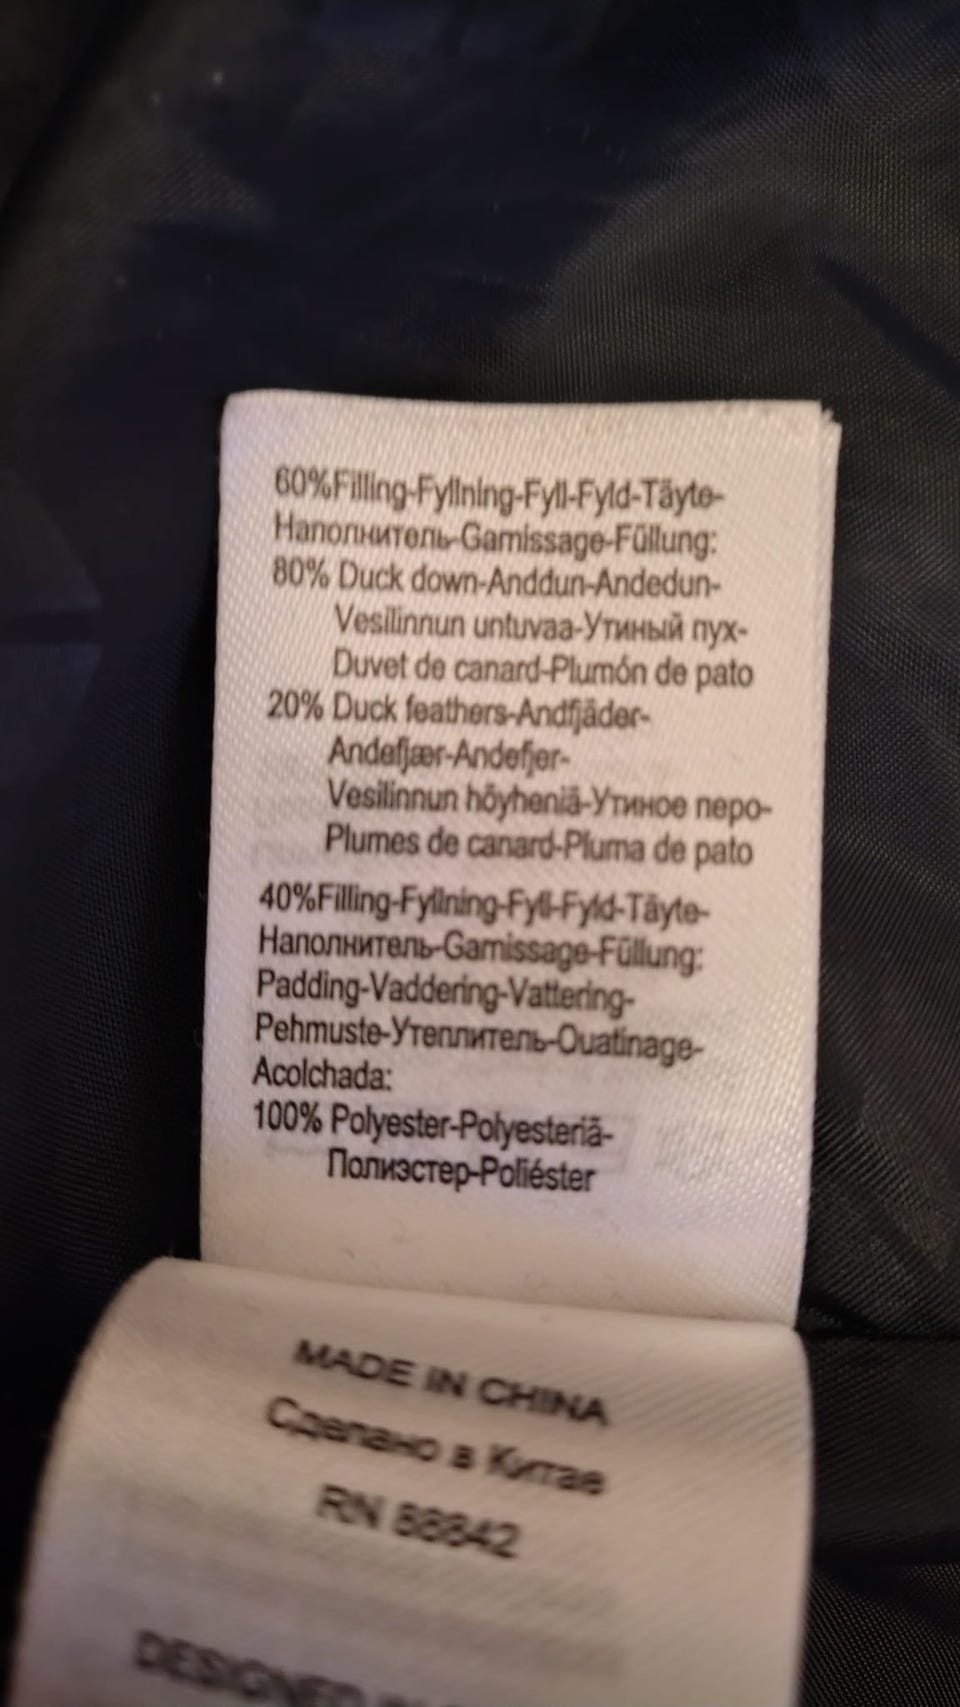 60%Filling-Fyllning-Fyll-Fyld-Täyte-
Наполнитель-Garnissage-Füllung:
80% Duck down-Anddun-Andedun-
Vesilinnun untuvaa-Утиный пух-
Duvet de canard-Plumón de pato
20% Duck feathers-Andfjäder-
Andefjær-Andefjer-
Vesilinnun höyheniä-Утиное перо-
Plumes de canard-Pluma de pato
40%Filling-Fyllning-Fyll-Fyld-Täyte-
Наполнитель-Garnissage-Füllung:
Padding-Vaddering-Vattering-
Pehmuste-Утеплитель-Ouatinage-
Acolchada:
100% Polyester-Polyesteriä-
Полиэстер-Poliéster
MADE IN CHINA
Сделано в Китае
RN 88842
DESIGNED